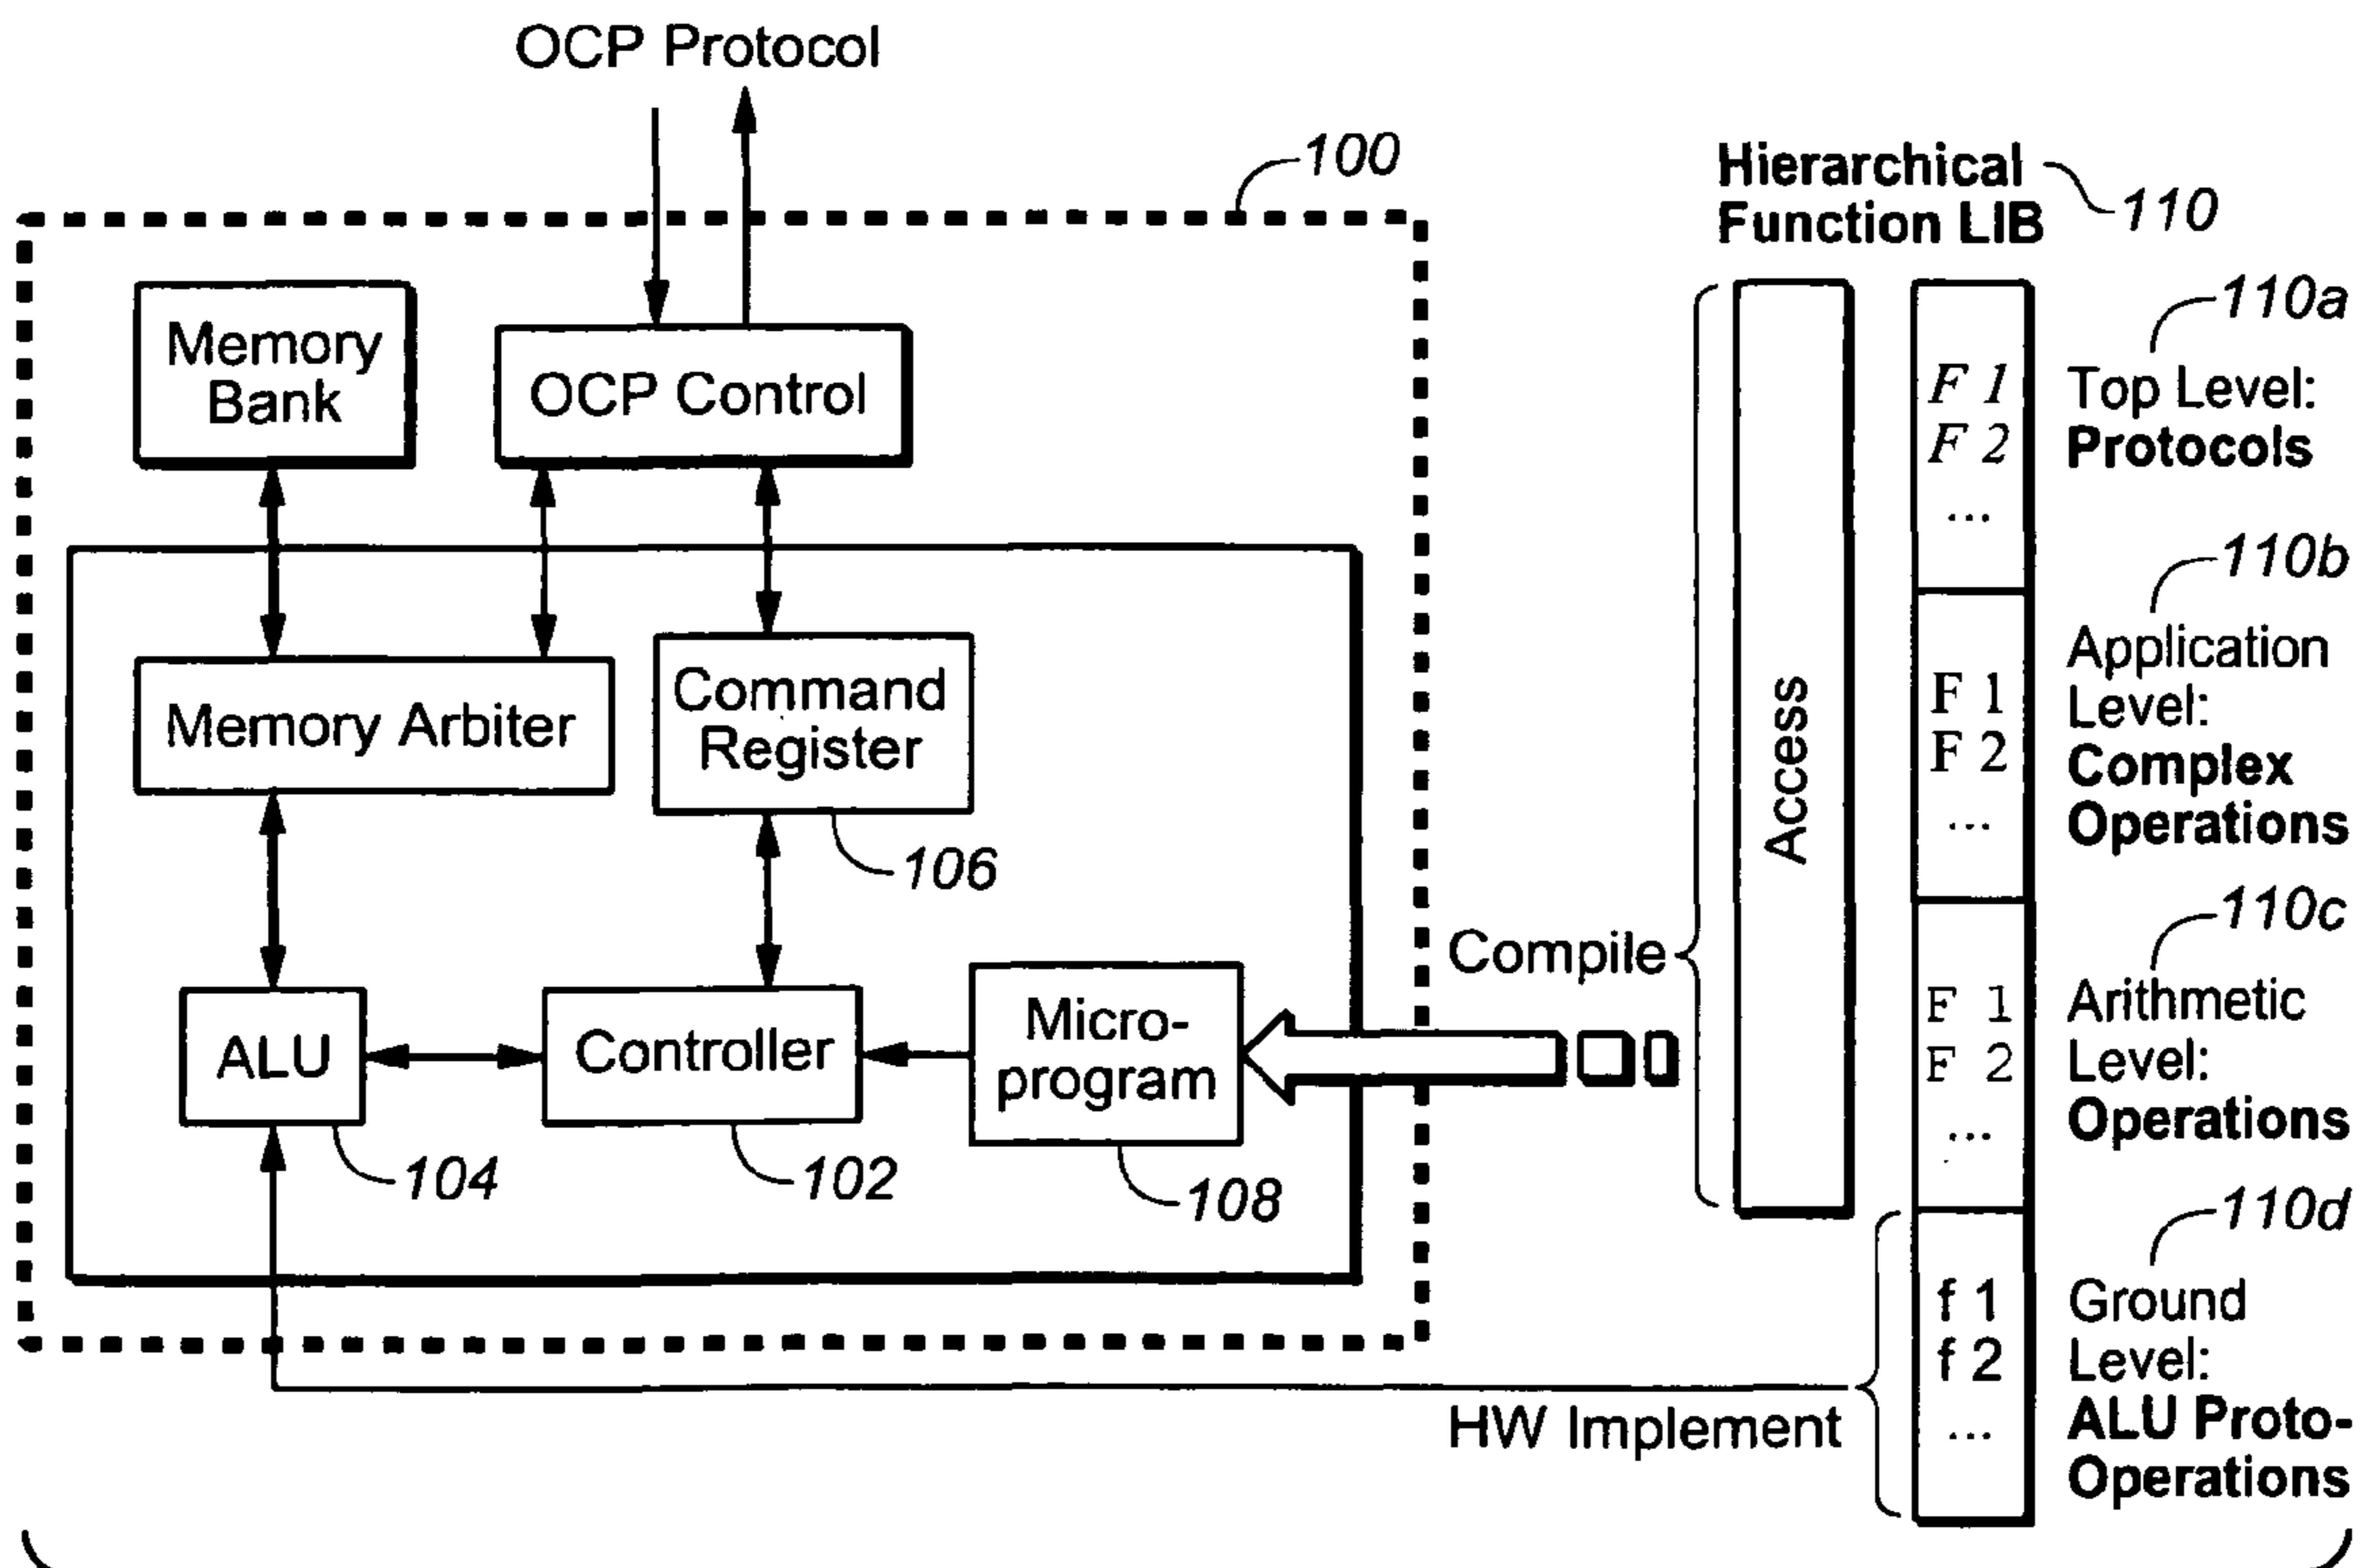 OCP Protocol
100
Hierarchical
Function LIB
110
Memory
Bank
OCP Control
Memory Arbiter
Command
Register
106
ALU
104
Controller
102
Micro-
program
108
Compile
Access
HW Implement
F 1
F 2
...
110a
Top Level:
Protocols
F 1
F 2
...
110b
Application
Level:
Complex
Operations
F 1
F 2
...
110c
Arithmetic
Level:
Operations
f 1
f 2
...
110d
Ground
Level:
ALU Proto-
Operations